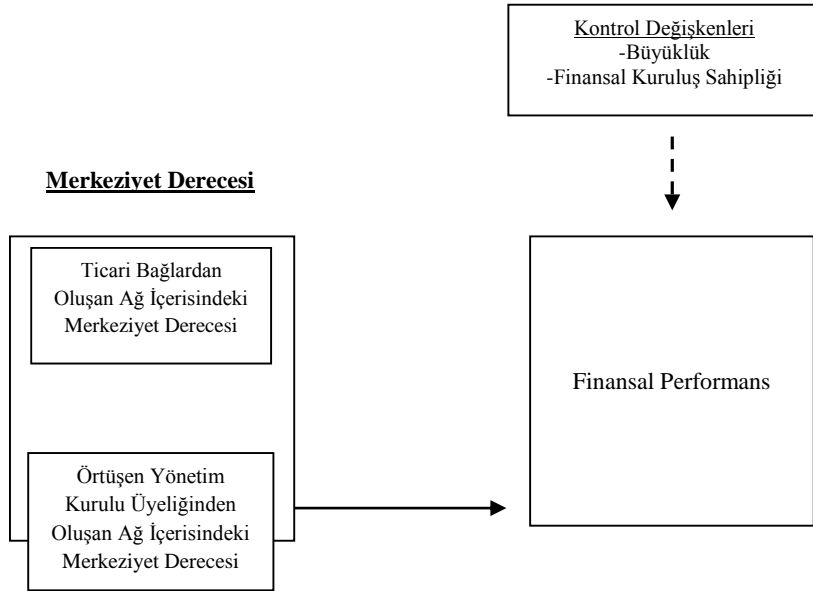 Kontrol Değişkenleri
-Büyüklük
-Finansal Kuruluş Sahipliği
Merkeziyet Derecesi
Ticari Bağlardan
Oluşan Ağ İçerisindeki
Merkeziyet Derecesi
Finansal Performans
Örtüşen Yönetim
Kurulu Üyeliğinden
Oluşan Ağ İçerisindeki
Merkeziyet Derecesi